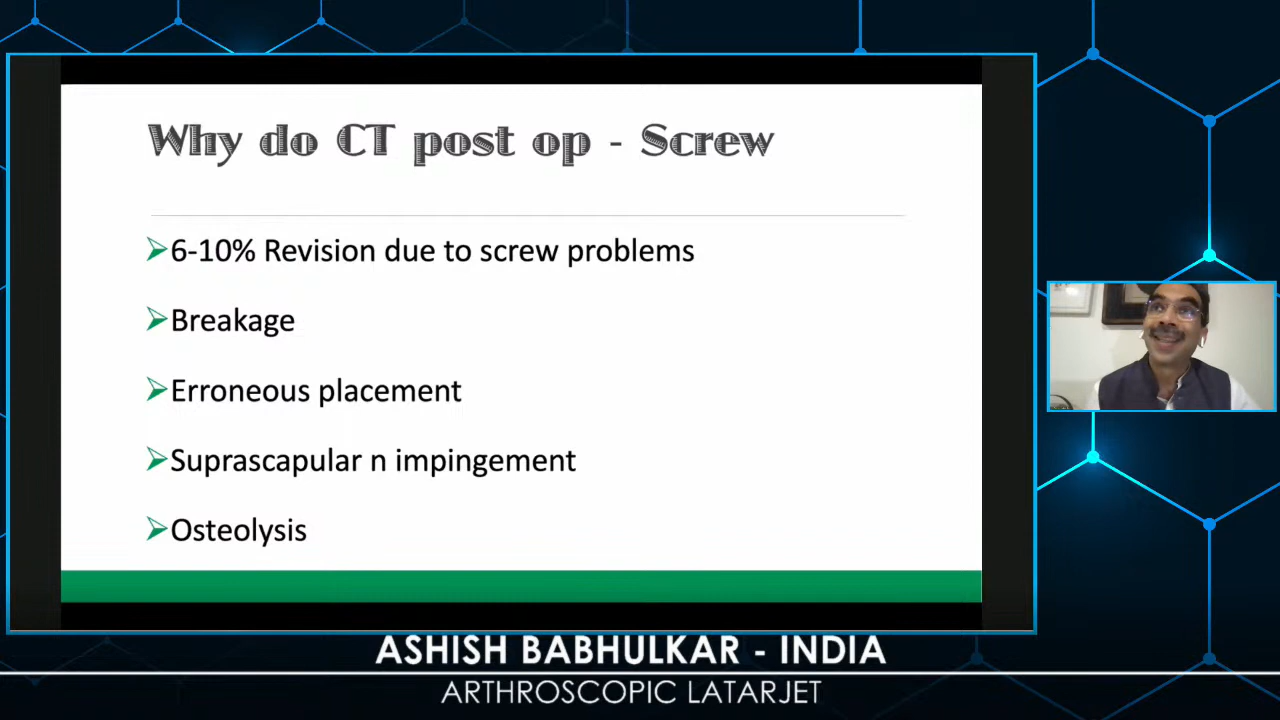 Why do CT post op - Screw
6-10% Revision due to screw problems
Breakage
Erroneous placement
Suprascapular n impingement
Osteolysis
ASHISH BABHULKAR - INDIA
ARTHROSCOPIC LATARJET